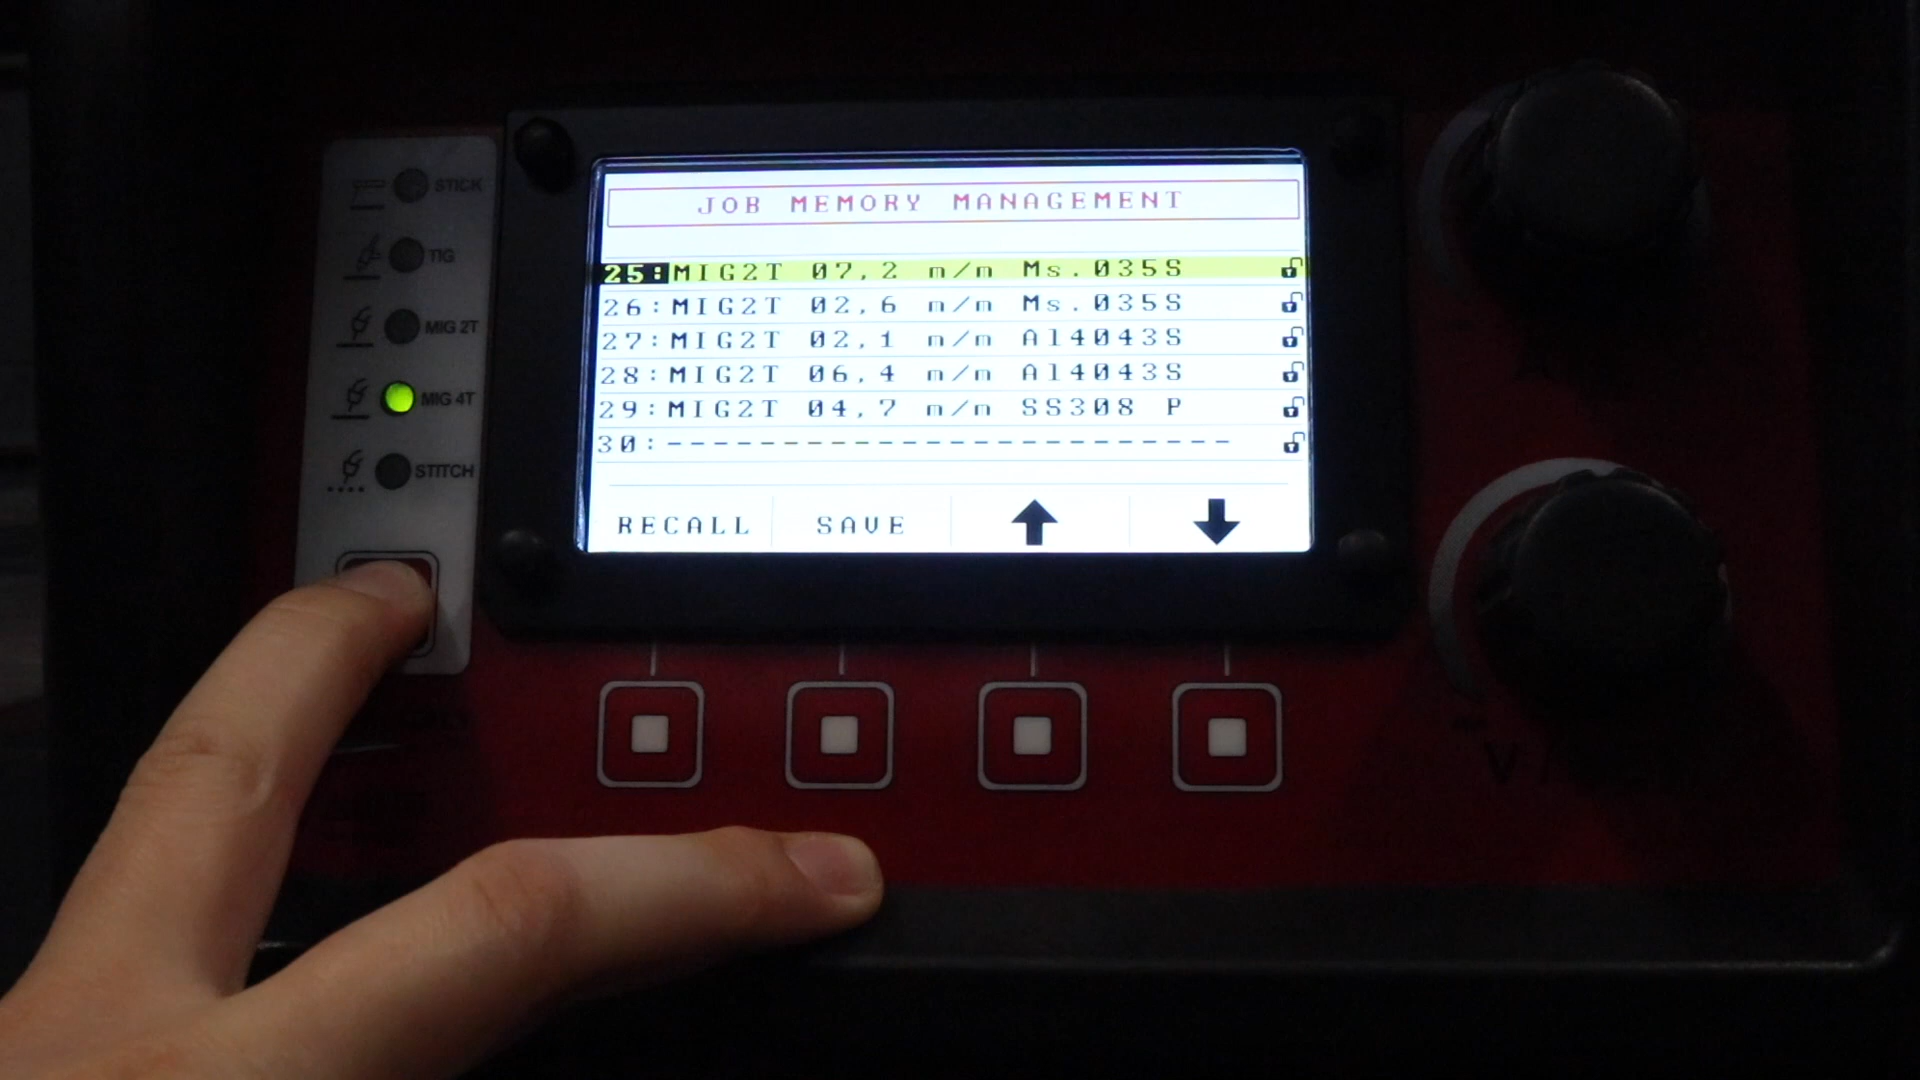 STICK
TIG
MIG 2T
MIG 4T
STITCH
JOB MEMORY MANAGEMENT
25:MIG2T 07,2 m/m Ms.035S
26:MIG2T 02,6 m/m Ms.035S
27:MIG2T 02,1 m/m Al4043S
28:MIG2T 06,4 m/m Al4043S
29:MIG2T 04,7 m/m SS308 P
30:-------------------------
RECALL SAVE
V